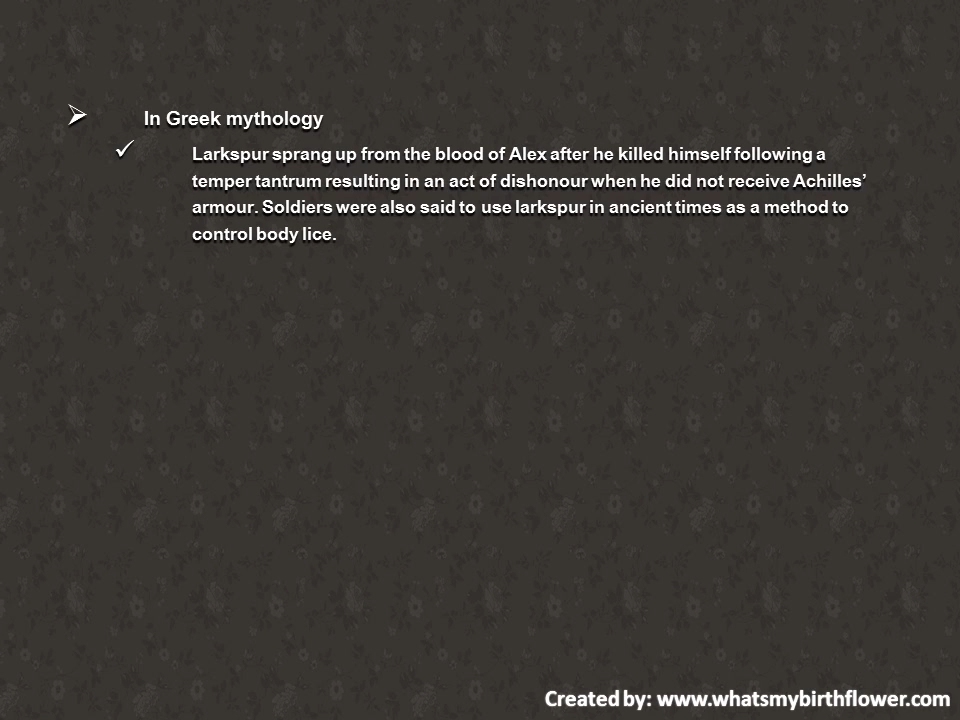 In Greek mythology
Larkspur sprang up from the blood of Alex after he killed himself following a
temper tantrum resulting in an act of dishonour when he did not receive Achilles’
armour. Soldiers were also said to use larkspur in ancient times as a method to
control body lice.
Created by: www.whatsmybirthflower.com